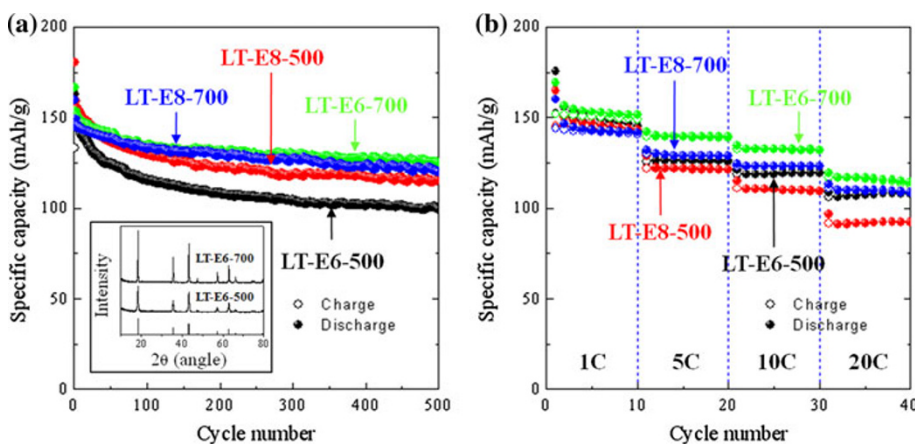 (a)
200
150
100
50
0
Specific capacity (mAh/g)
LT-E8-500
LT-E8-700
LT-E6-700
LT-E6-500
Intensity
LT-E6-700
LT-E6-500
20 40 60 80
2θ (angle)
Charge
Discharge
0 100 200 300 400 500
Cycle number
(b)
200
150
100
50
0
Specific capacity (mAh/g)
LT-E8-700
LT-E6-700
LT-E8-500
LT-E6-500
Charge
Discharge
1C 5C 10C 20C
0 10 20 30 40
Cycle number